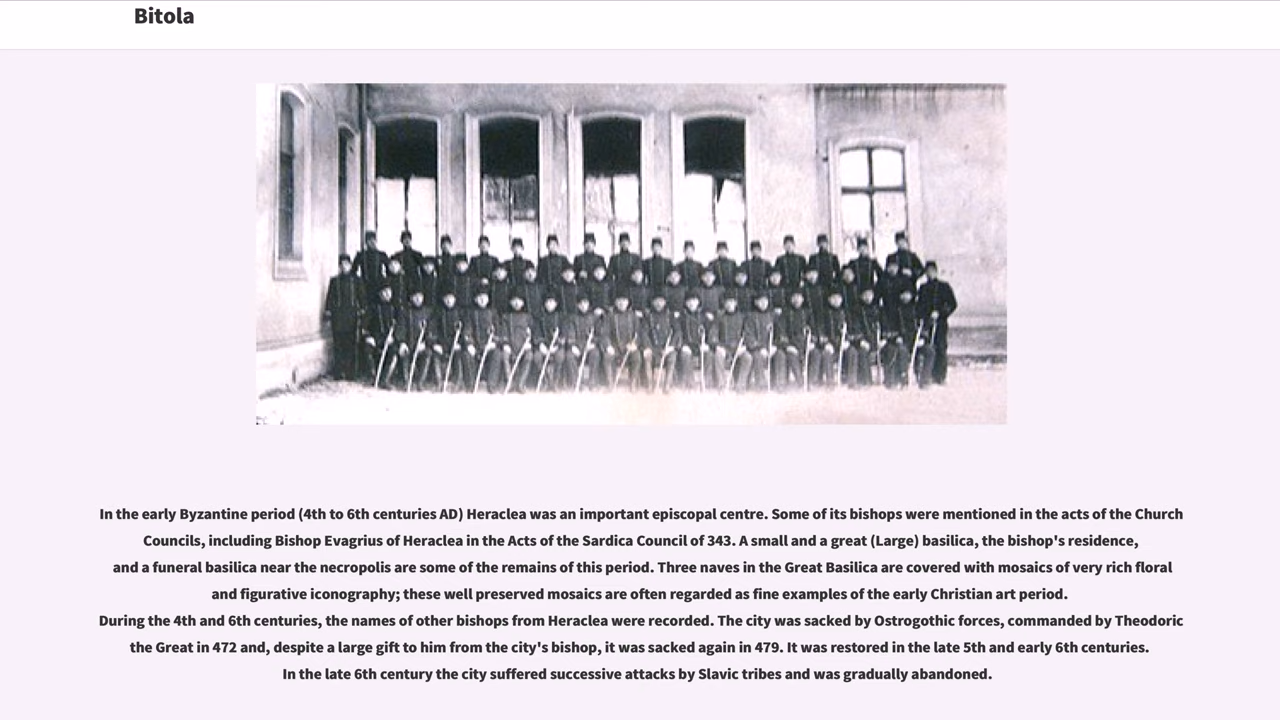 Bitola
In the early Byzantine period (4th to 6th centuries AD) Heraclea was an important episcopal centre. Some of its bishops were mentioned in the acts of the Church
Councils, including Bishop Evagrius of Heraclea in the Acts of the Sardica Council of 343. A small and a great (Large) basilica, the bishop's residence,
and a funeral basilica near the necropolis are some of the remains of this period. Three naves in the Great Basilica are covered with mosaics of very rich floral
and figurative iconography; these well preserved mosaics are often regarded as fine examples of the early Christian art period.
During the 4th and 6th centuries, the names of other bishops from Heraclea were recorded. The city was sacked by Ostrogothic forces, commanded by Theodoric
the Great in 472 and, despite a large gift to him from the city's bishop, it was sacked again in 479. It was restored in the late 5th and early 6th centuries.
In the late 6th century the city suffered successive attacks by Slavic tribes and was gradually abandoned.